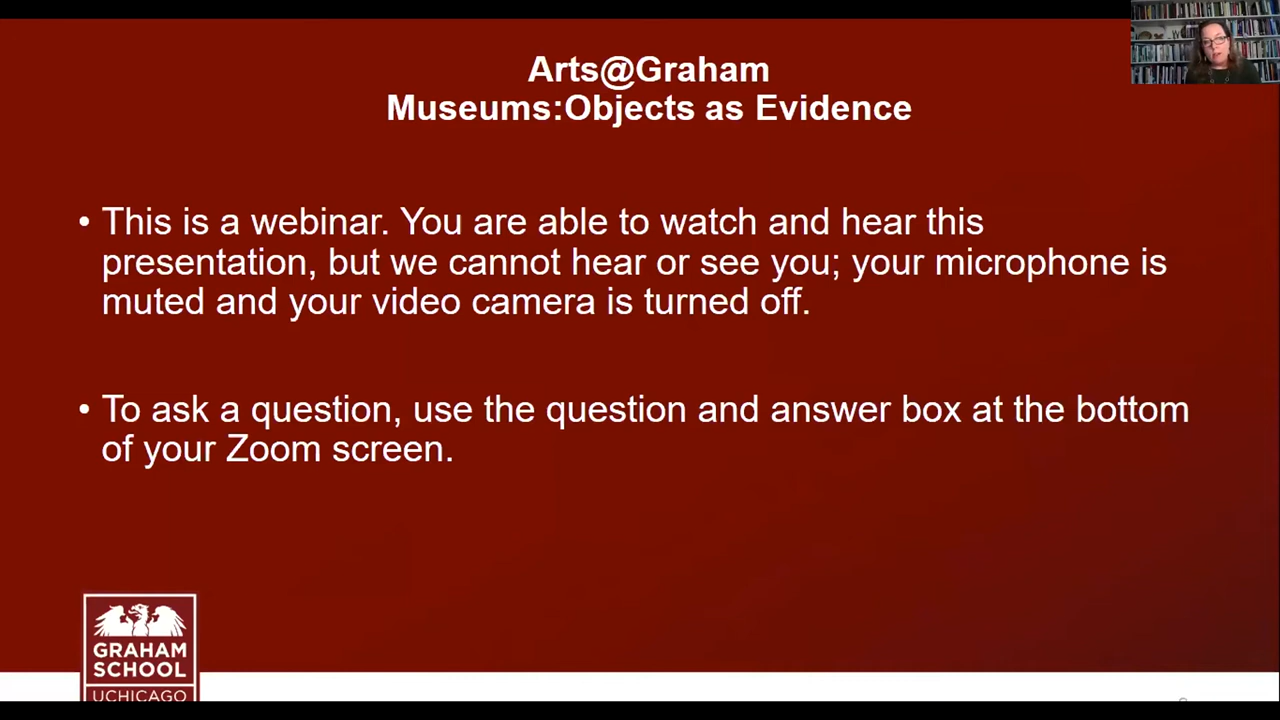 Arts@Graham
Museums:Objects as Evidence
• This is a webinar. You are able to watch and hear this
presentation, but we cannot hear or see you; your microphone is
muted and your video camera is turned off.
• To ask a question, use the question and answer box at the bottom
of your Zoom screen.
GRAHAM
SCHOOL
UCHICAGO